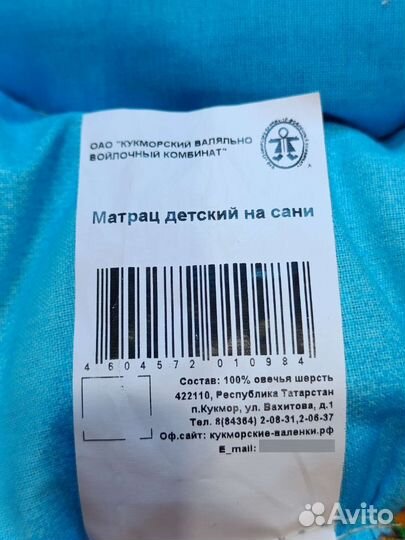 ОАО "КУКМОРСКИЙ ВАЛЯЛЬНО
ВОЙЛОЧНЫЙ КОМБИНАТ"
Матрац детский на сани
4 604572 010984
Состав: 100% овечья шерсть
422110, Республика Татарстан
п.Кукмор, ул. Вахитова, д.1
Тел. 8(84364) 2-08-31,2-06-37
Оф.сайт: кукморские-валенки.рф
E_mail:
Avito